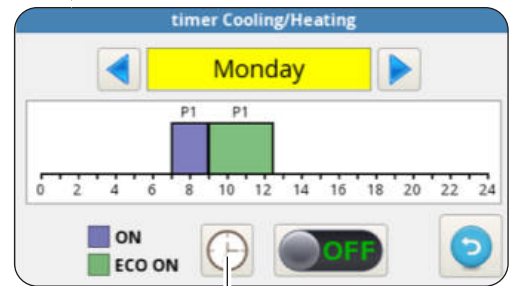 timer Cooling/Heating
Monday
P1 P1
0 2 4 6 8 10 12 14 16 18 20 22 24
ON
ECO ON
OFF